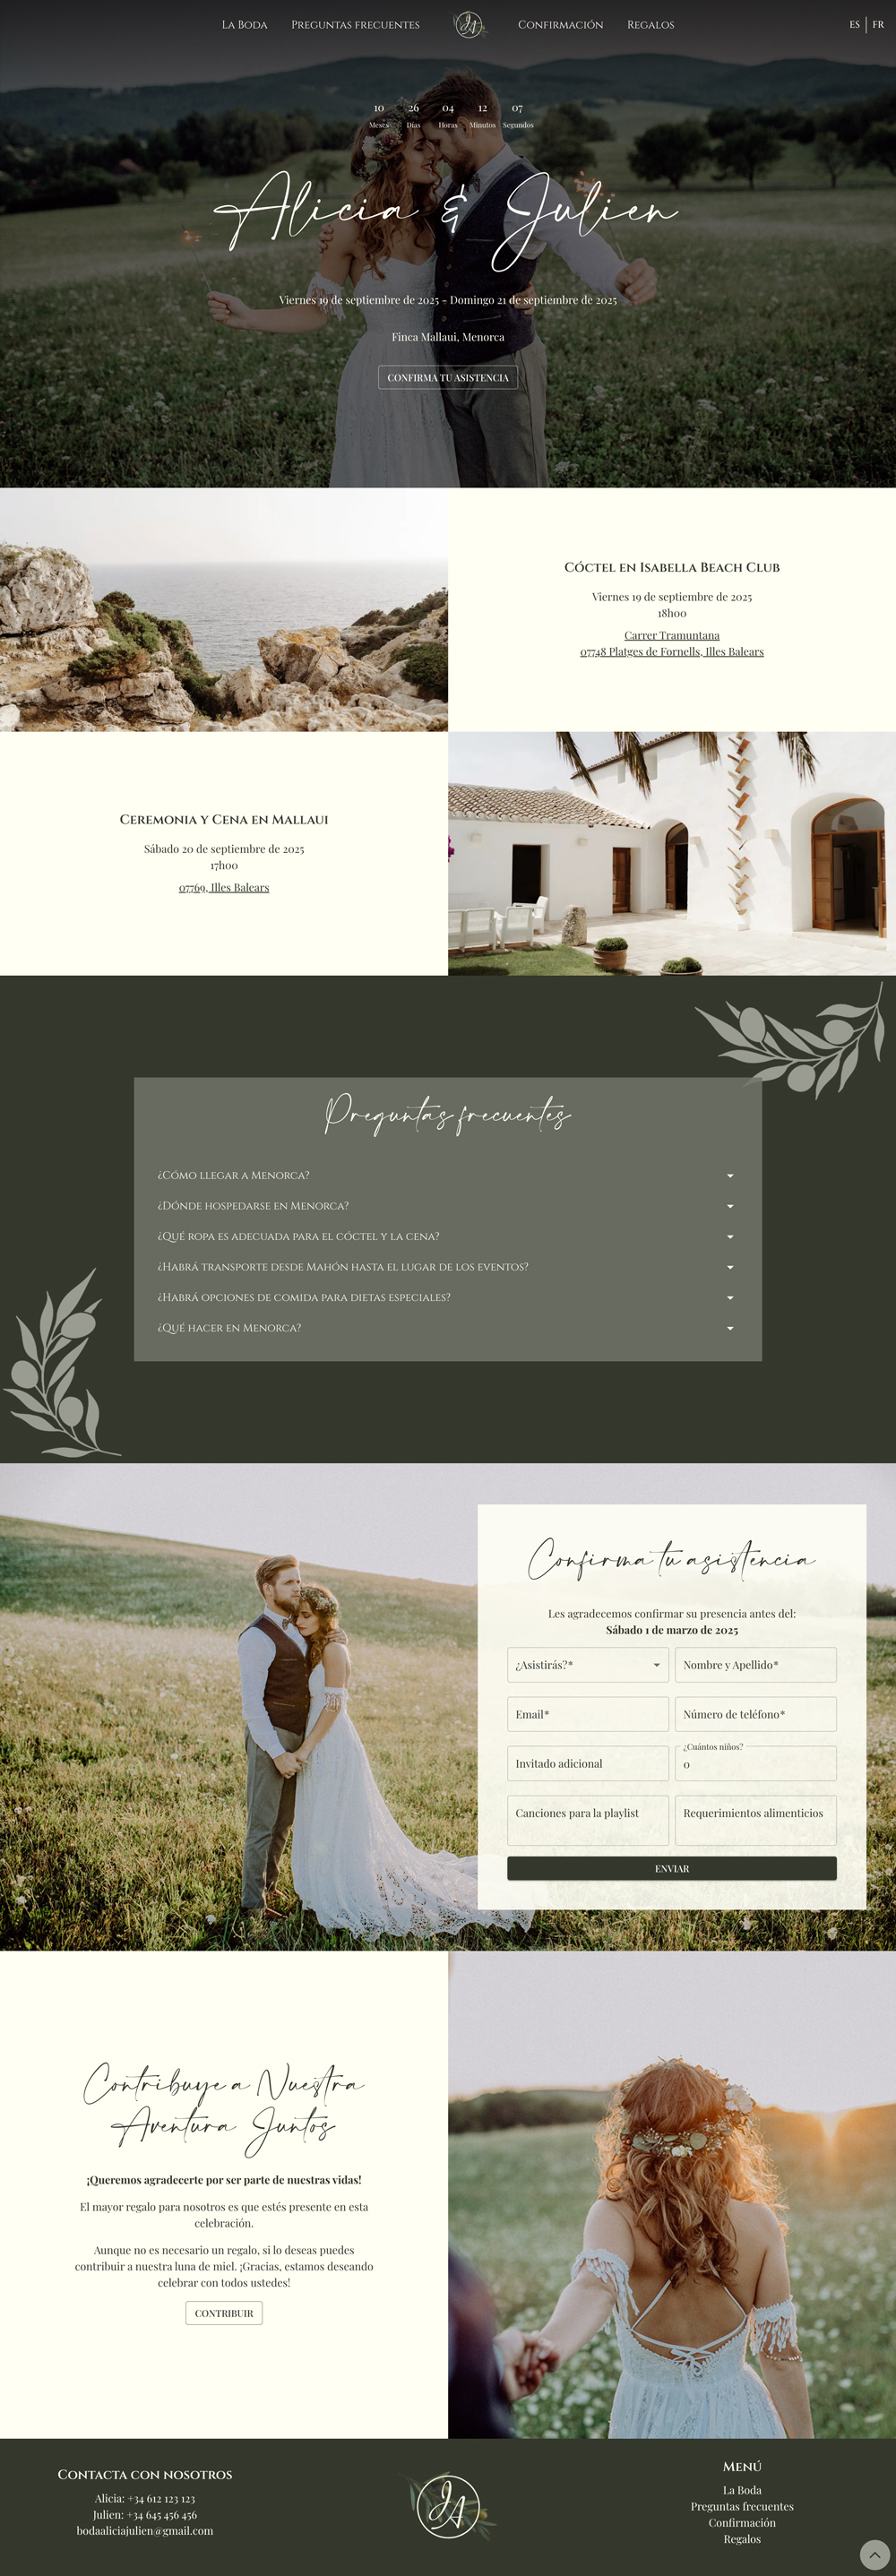 La Boda
Preguntas frecuentes
JA
Confirmación
Regalos
ES | FR
10 26 04 12 07
Meses Días Horas Minutos Segundos
Alicia & Julien
Viernes 19 de septiembre de 2025 - Domingo 21 de septiembre de 2025
Finca Mallaui, Menorca
CONFIRMA TU ASISTENCIA
Cóctel en Isabella Beach Club
Viernes 19 de septiembre de 2025
18h00
Carrer Tramuntana
07748 Platges de Fornells, Illes Balears
Ceremonia y Cena en Mallaui
Sábado 20 de septiembre de 2025
17h00
07769, Illes Balears
Preguntas frecuentes
¿Cómo llegar a Menorca?
¿Dónde hospedarse en Menorca?
¿Qué ropa es adecuada para el cóctel y la cena?
¿Habrá transporte desde Mahón hasta el lugar de los eventos?
¿Habrá opciones de comida para dietas especiales?
¿Qué hacer en Menorca?
Confirma tu asistencia
Les agradecemos confirmar su presencia antes del:
Sábado 1 de marzo de 2025
¿Asistirás?*
Nombre y Apellido*
Email*
Número de teléfono*
Invitado adicional
¿Cuántos niños?
0
Canciones para la playlist
Requerimientos alimenticios
ENVIAR
Contribuye a Nuestra
Aventura Juntos
¡Queremos agradecerte por ser parte de nuestras vidas!
El mayor regalo para nosotros es que estés presente en esta
celebración.
Aunque no es necesario un regalo, si lo deseas puedes
contribuir a nuestra luna de miel. ¡Gracias, estamos deseando
celebrar con todos ustedes!
CONTRIBUIR
Contacta con nosotros
Alicia: +34 612 123 123
Julien: +34 645 456 456
bodaaliciajulien@gmail.com
JA
Menú
La Boda
Preguntas frecuentes
Confirmación
Regalos